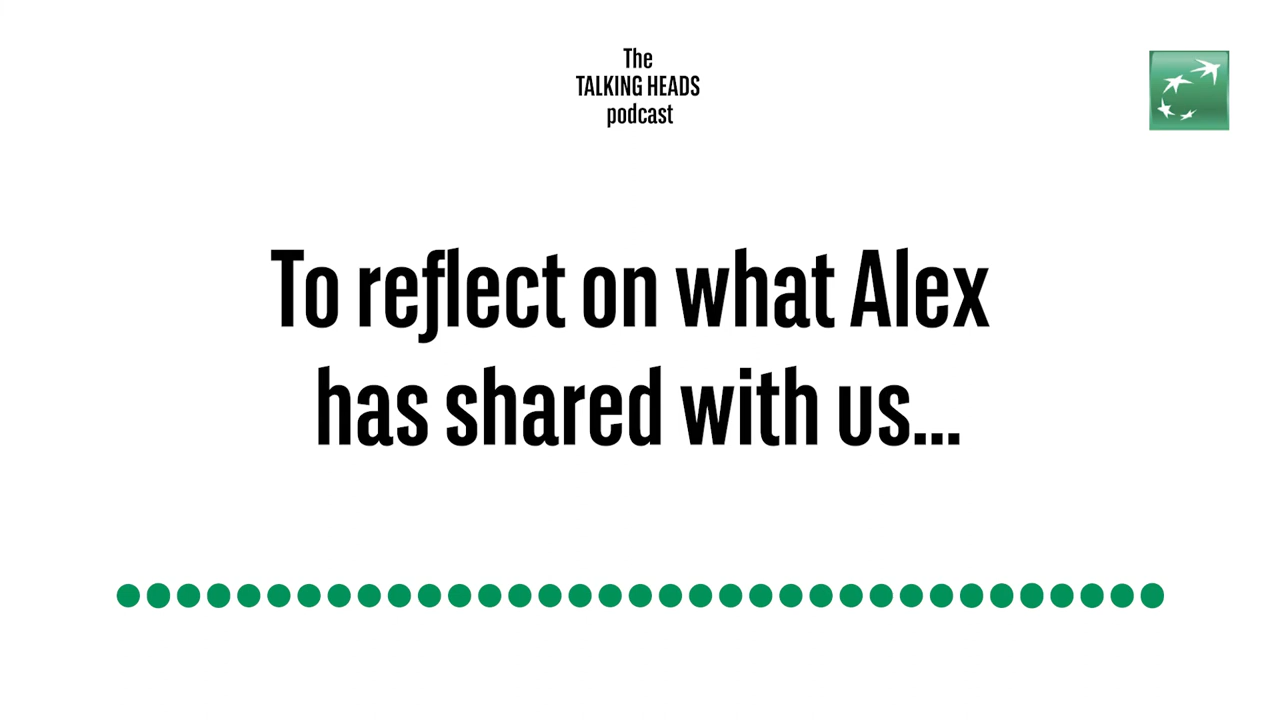 The
TALKING HEADS
podcast
To reflect on what Alex
has shared with us...